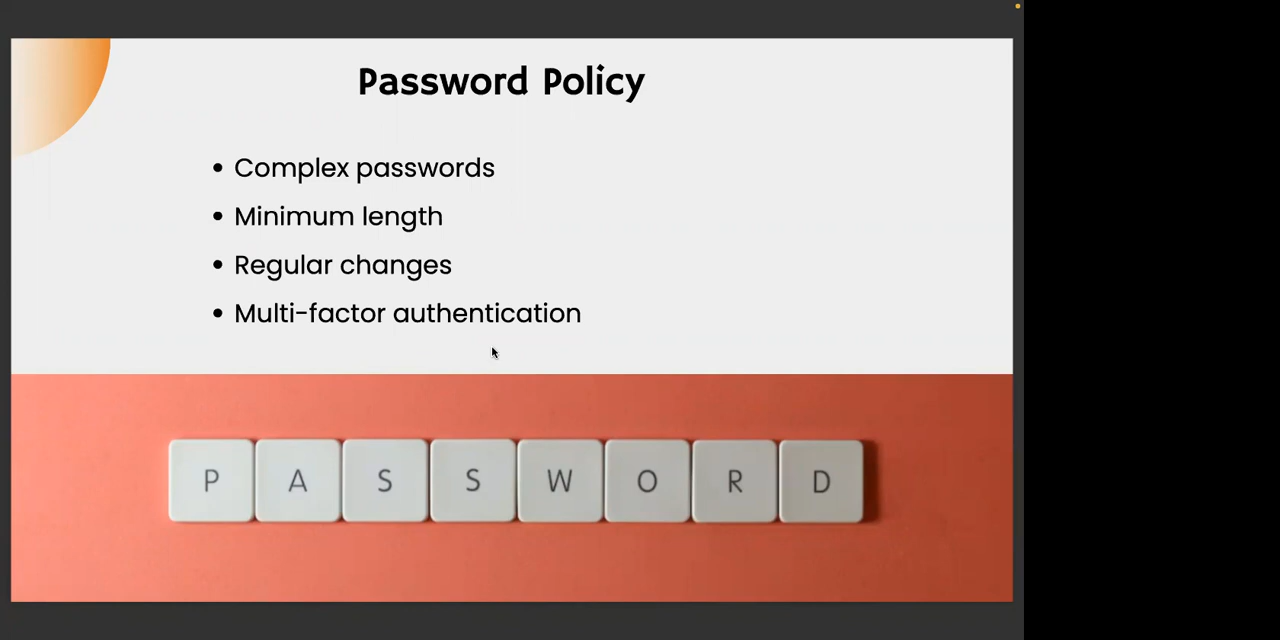 Password Policy
• Complex passwords
• Minimum length
• Regular changes
• Multi-factor authentication
P A S S W O R D